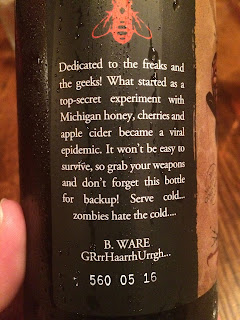 Dedicated to the freaks and
the geeks! What started as a
top-secret experiment with
Michigan honey, cherries and
apple cider became a viral
epidemic. It won't be easy to
survive, so grab your weapons
and don't forget this bottle
for backup! Serve cold...
zombies hate the cold....
B. WARE
GRrrHaarrhUrrgh...
560 05 16